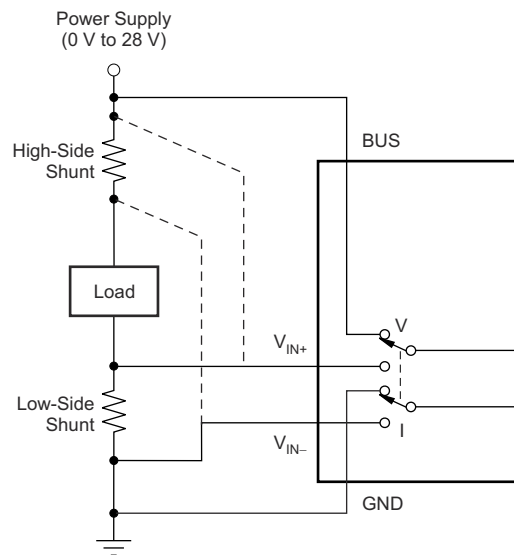 Power Supply
(0 V to 28 V)
High-Side
Shunt
BUS
Load
V
VIN+
Low-Side
Shunt
I
VIN–
GND